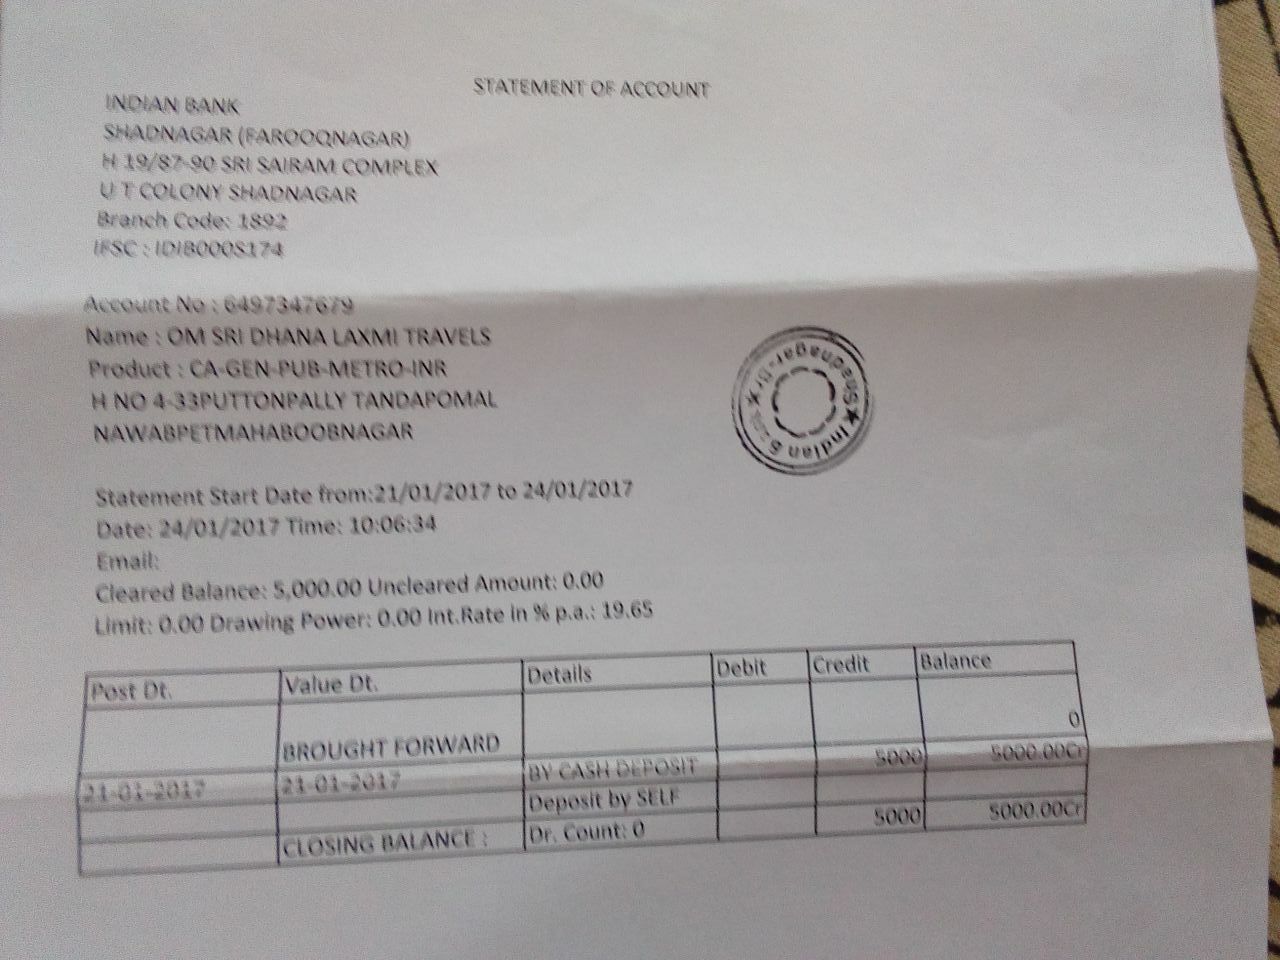 STATEMENT OF ACCOUNT
INDIAN BANK
SHADNAGAR (FAROOQNAGAR)
H 19/87-90 SRI SAIRAM COMPLEX
U T COLONY SHADNAGAR
Branch Code: 1892
IFSC : IDIB000S174
Account No : 6497347679
Name : OM SRI DHANA LAXMI TRAVELS
Product : CA-GEN-PUB-METRO-INR
H NO 4-33PUTTONPALLY TANDAPOMAL
NAWABPETMAHABOOBNAGAR
Indian Shadnagar-Br
Statement Start Date from:21/01/2017 to 24/01/2017
Date: 24/01/2017 Time: 10:06:34
Email:
Cleared Balance: 5,000.00 Uncleared Amount: 0.00
Limit: 0.00 Drawing Power: 0.00 Int.Rate in % p.a.: 19.65
Post Dt. Value Dt. Details Debit Credit Balance
BROUGHT FORWARD 0
21-01-2017 21-01-2017 BY CASH DEPOSIT 5000 5000.00Cr
Deposit by SELF
CLOSING BALANCE : Dr. Count: 0 5000 5000.00Cr